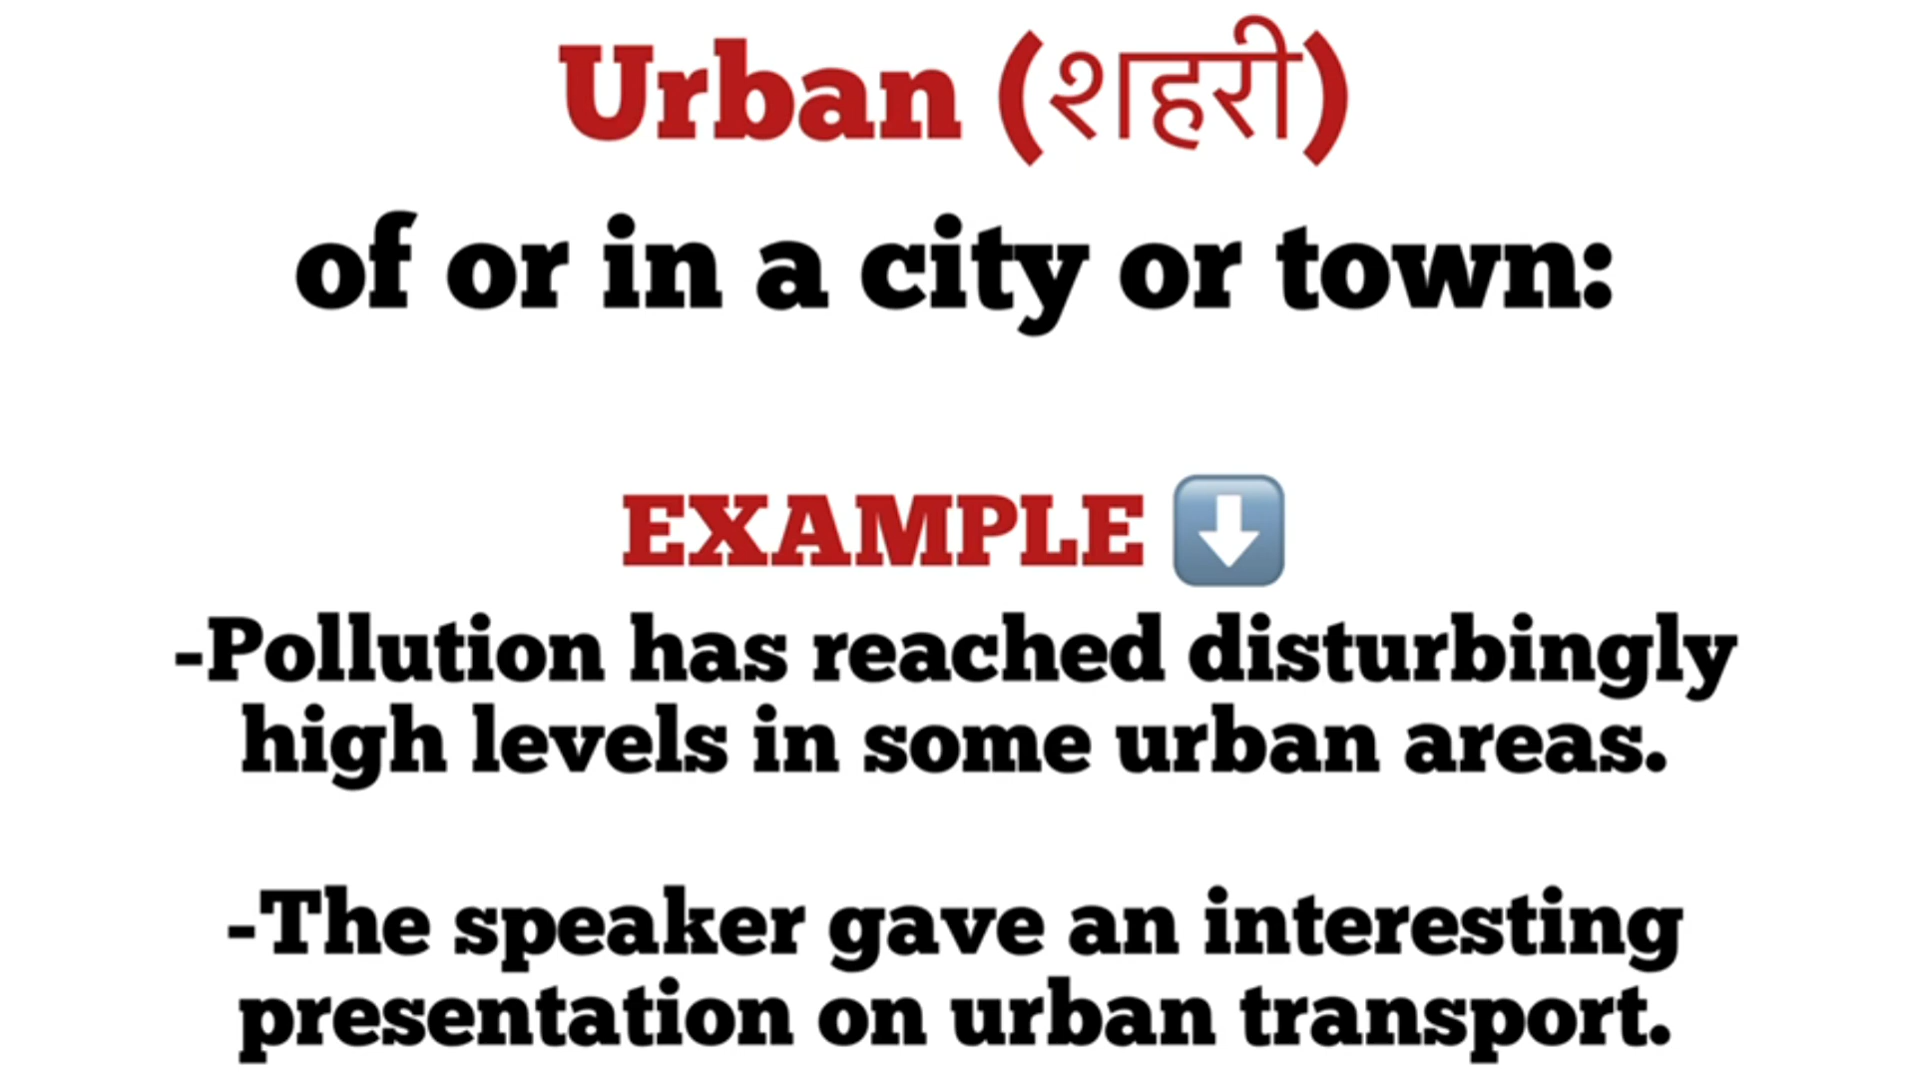 Urban (शहरी)
of or in a city or town:
EXAMPLE ⬇️
-Pollution has reached disturbingly
high levels in some urban areas.
-The speaker gave an interesting
presentation on urban transport.